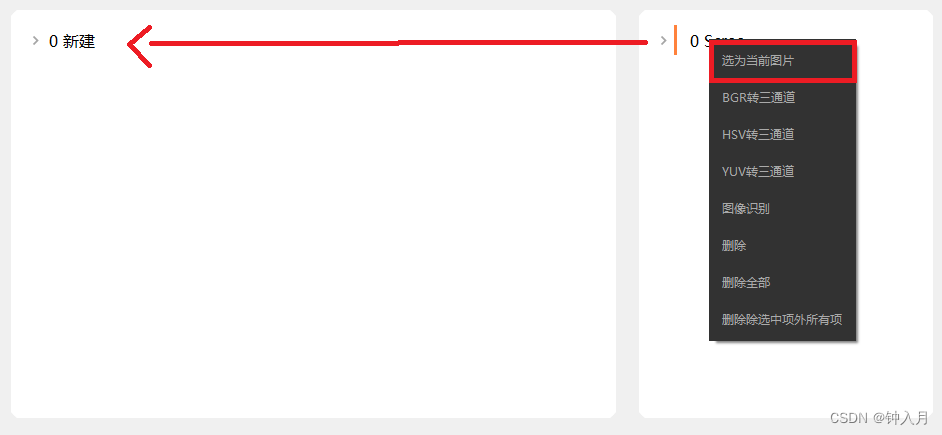 0 新建
0 Scree
选为当前图片
BGR转三通道
HSV转三通道
YUV转三通道
图像识别
删除
删除全部
删除除选中项外所有项
CSDN @钟入月